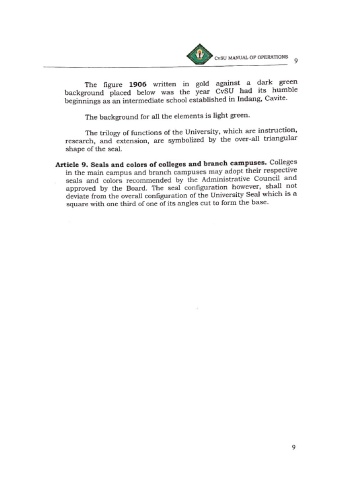 CvSU MANUAL OF OPERATIONS 9
The figure 1906 written in gold against a dark green
background placed below was the year CvSU had its humble
beginnings as an intermediate school established in Indang, Cavite.
The background for all the elements is light green.
The trilogy of functions of the University, which are instruction,
research, and extension, are symbolized by the over-all triangular
shape of the seal.
Article 9. Seals and colors of colleges and branch campuses. Colleges
in the main campus and branch campuses may adopt their respective
seals and colors recommended by the Administrative Council and
approved by the Board. The seal configuration however, shall not
deviate from the overall configuration of the University Seal which is a
square with one third of one of its angles cut to form the base.
9